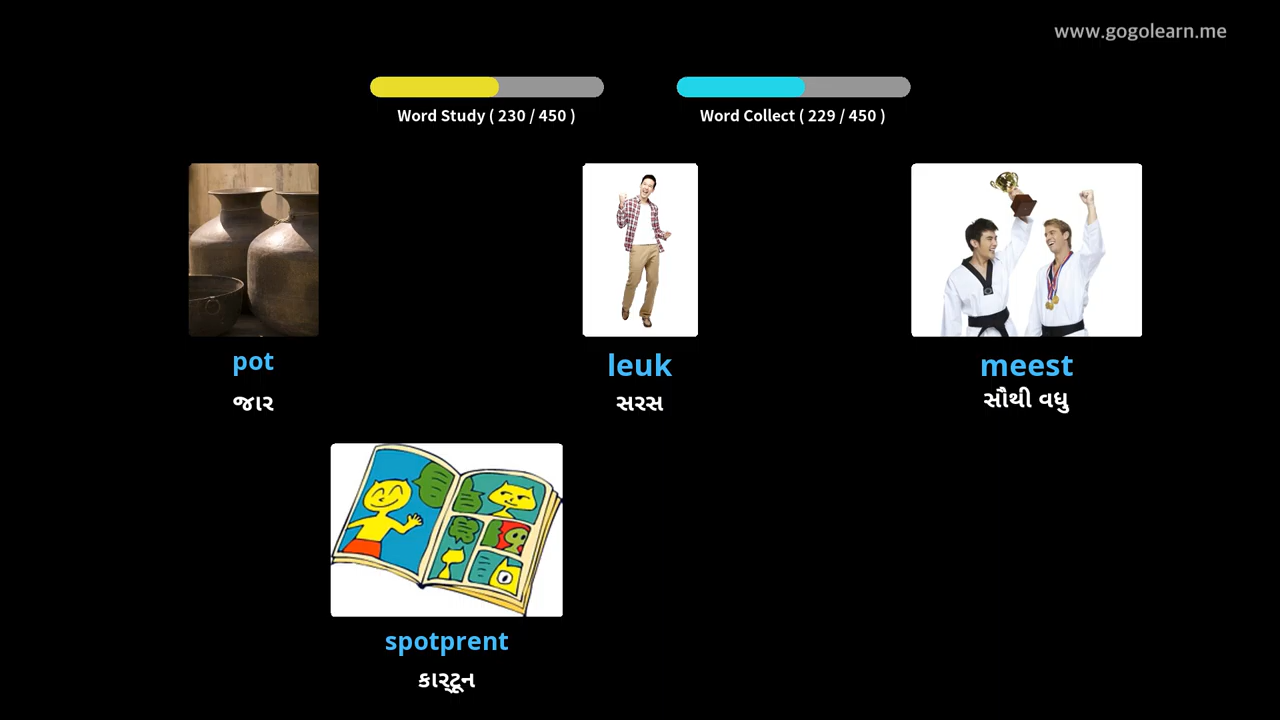 www.gogolearn.me
Word Study ( 230 / 450 )
Word Collect ( 229 / 450 )
pot
leuk
meest
જાર
સરસ
સૌથી વધુ
spotprent
કાર્ટૂન